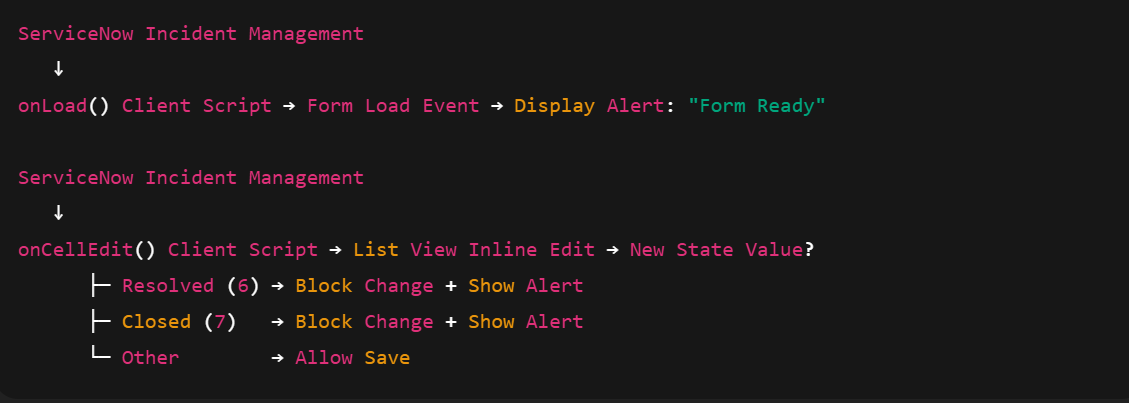 ServiceNow Incident Management
↓
onLoad() Client Script → Form Load Event → Display Alert: "Form Ready"
ServiceNow Incident Management
↓
onCellEdit() Client Script → List View Inline Edit → New State Value?
├─ Resolved (6) → Block Change + Show Alert
├─ Closed (7) → Block Change + Show Alert
└─ Other → Allow Save